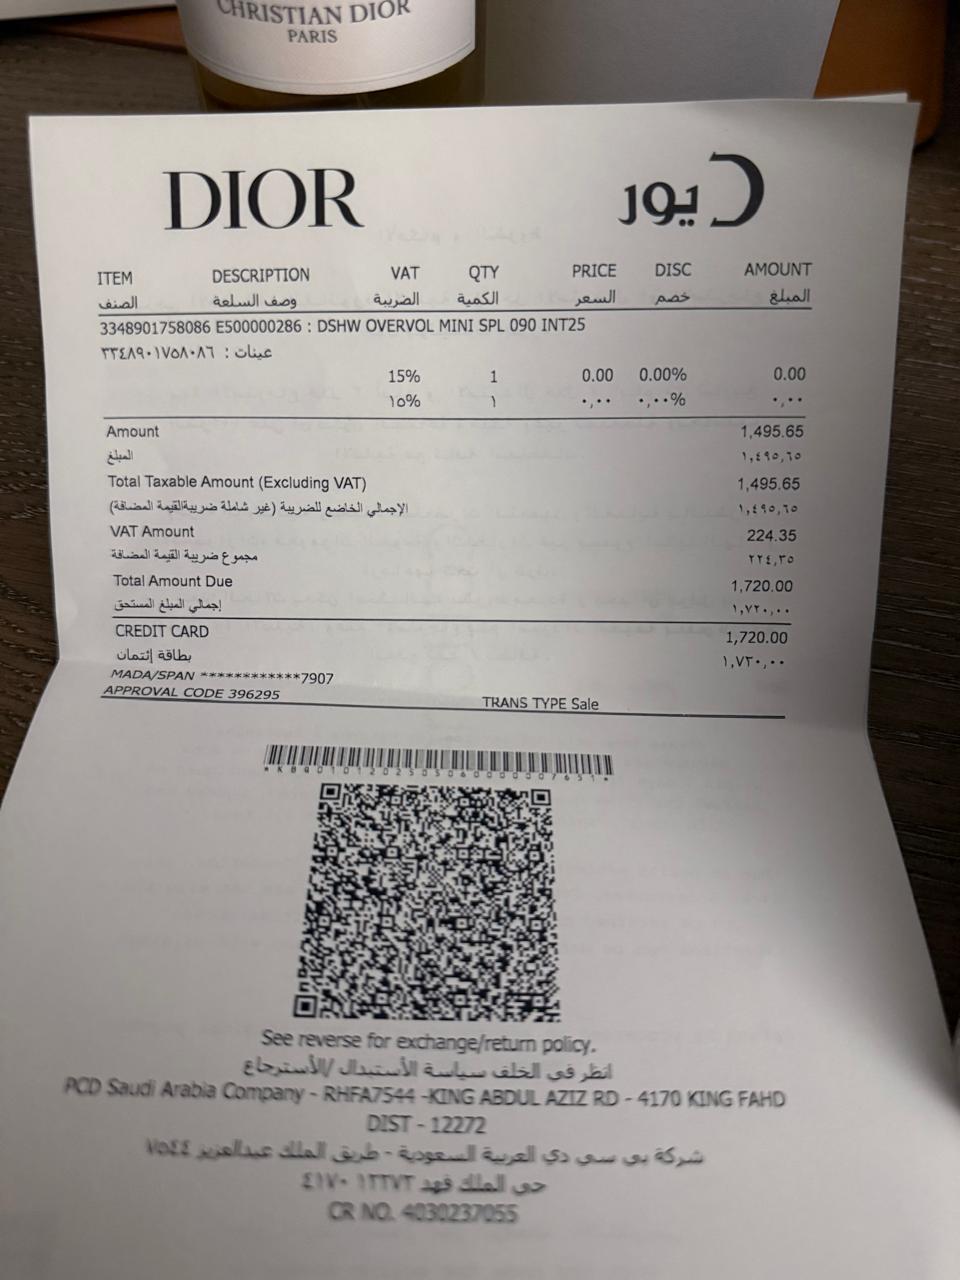 CHRISTIAN DIOR
PARIS
DIOR ديور
ITEM DESCRIPTION VAT QTY PRICE DISC AMOUNT
الصنف وصف السلعة الضريبة الكمية السعر خصم المبلغ
3348901758086 E500000286 : DSHW OVERVOL MINI SPL 090 INT25
عينات : ٣٣٤٨٩٠١٧٥٨٠٨٦
15% 1 0.00 0.00% 0.00
١٥% ١ ٠,٠٠ ٠,٠٠% ٠,٠٠
Amount 1,495.65
المبلغ ١,٤٩٥,٦٥
Total Taxable Amount (Excluding VAT) 1,495.65
الإجمالي الخاضع للضريبة (غير شاملة ضريبةالقيمة المضافة) ١,٤٩٥,٦٥
VAT Amount 224.35
مجموع ضريبة القيمة المضافة ٢٢٤,٣٥
Total Amount Due 1,720.00
إجمالي المبلغ المستحق ١,٧٢٠,٠٠
CREDIT CARD 1,720.00
بطاقة إئتمان ١,٧٢٠,٠٠
MADA/SPAN ************7907
APPROVAL CODE 396295 TRANS TYPE Sale
See reverse for exchange/return policy.
انظر في الخلف سياسة الأستبدال /الأسترجاع
PCD Saudi Arabia Company - RHFA7544 -KING ABDUL AZIZ RD - 4170 KING FAHD
DIST - 12272
شركة بي سي دي العربية السعودية - طريق الملك عبدالعزيز ٧٥٤٤
حي الملك فهد ١٢٢٧٢ ٤١٧٠
CR NO. 4030237055